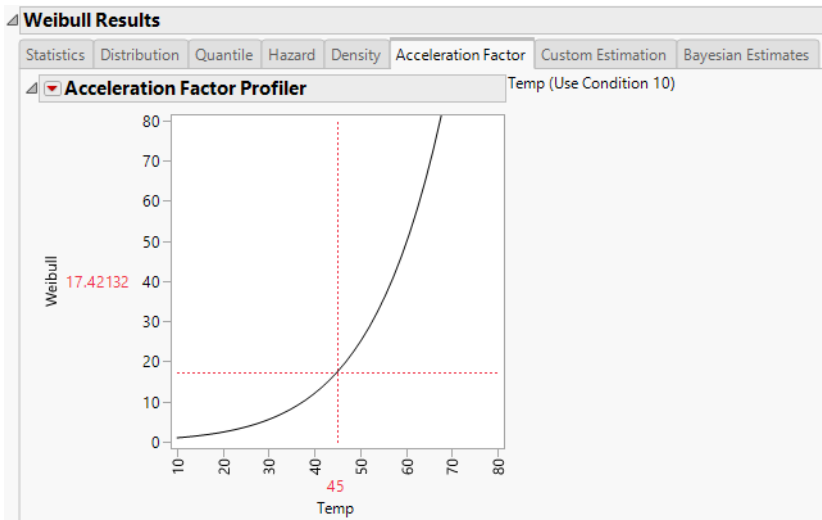 Weibull Results
Statistics Distribution Quantile Hazard Density Acceleration Factor Custom Estimation Bayesian Estimates
Acceleration Factor Profiler
Temp (Use Condition 10)
80
70
60
50
40
30
20
10
0
Weibull
17.42132
10 20 30 40 50 60 70 80
45
Temp